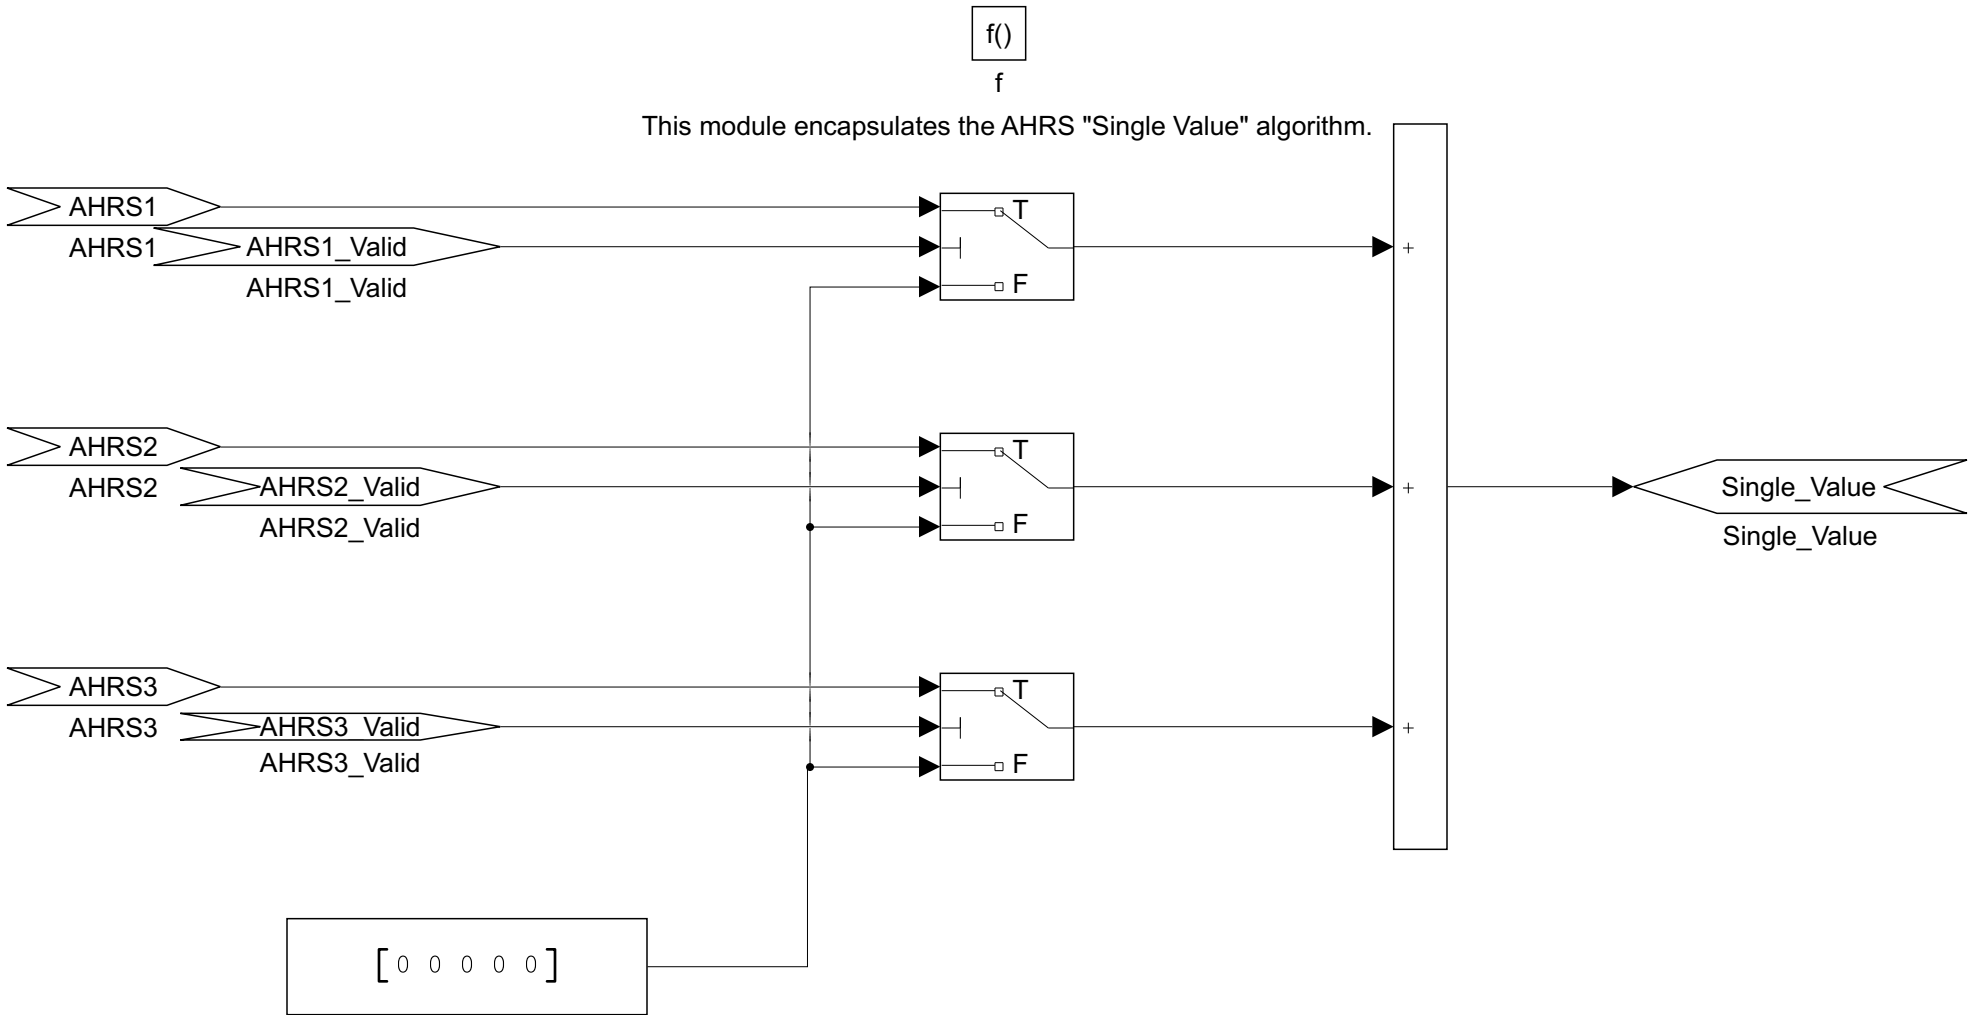 f()
f
This module encapsulates the AHRS "Single Value" algorithm.
AHRS1
AHRS1
AHRS1_Valid
AHRS1_Valid
T
F
+
AHRS2
AHRS2
AHRS2_Valid
AHRS2_Valid
T
F
+
Single_Value
Single_Value
AHRS3
AHRS3
AHRS3_Valid
AHRS3_Valid
T
F
+
[0 0 0 0 0]